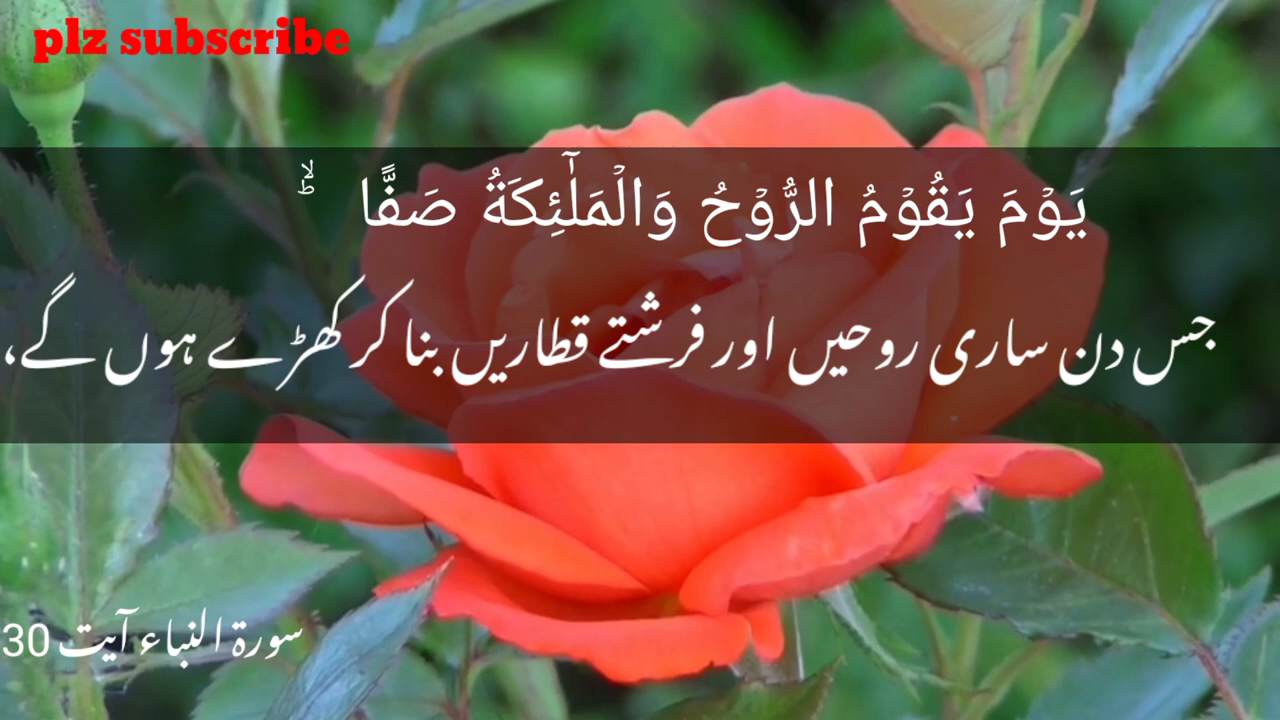 plz subscribe
يَوْمَ يَقُوْمُ الرُّوْحُ وَالْمَلٰٓئِكَةُ صَفًّا ۙؕ
جس دن ساری روحیں اور فرشتے قطاریں بنا کر کھڑے ہوں گے،
سورۃ النباء آیت 30